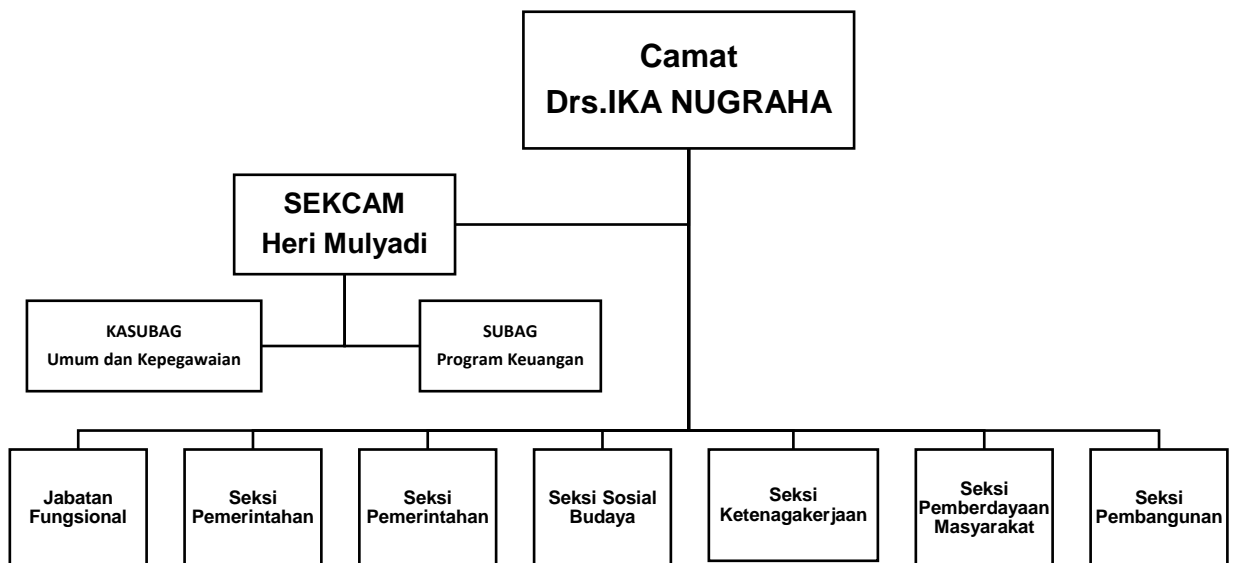 Camat
Drs.IKA NUGRAHA
SEKCAM
Heri Mulyadi
KASUBAG
Umum dan Kepegawaian
SUBAG
Program Keuangan
Jabatan
Fungsional
Seksi
Pemerintahan
Seksi
Pemerintahan
Seksi Sosial
Budaya
Seksi
Ketenagakerjaan
Seksi
Pemberdayaan
Masyarakat
Seksi
Pembangunan